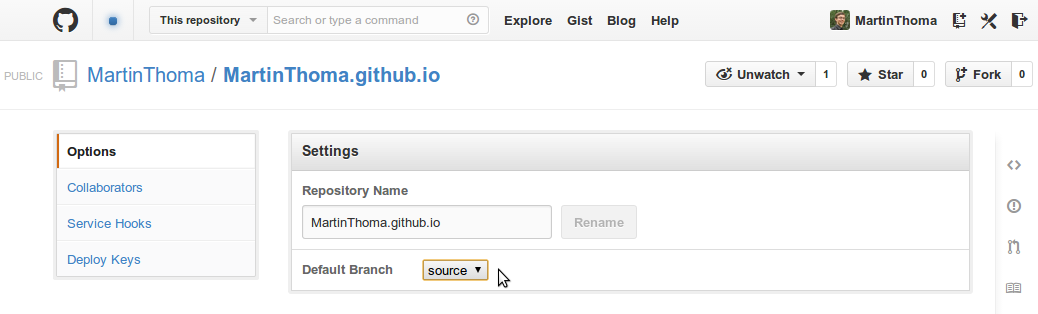 This repository Search or type a command Explore Gist Blog Help MartinThoma
PUBLIC MartinThoma / MartinThoma.github.io Unwatch 1 Star 0 Fork 0
Options
Collaborators
Service Hooks
Deploy Keys
Settings
Repository Name
MartinThoma.github.io Rename
Default Branch source